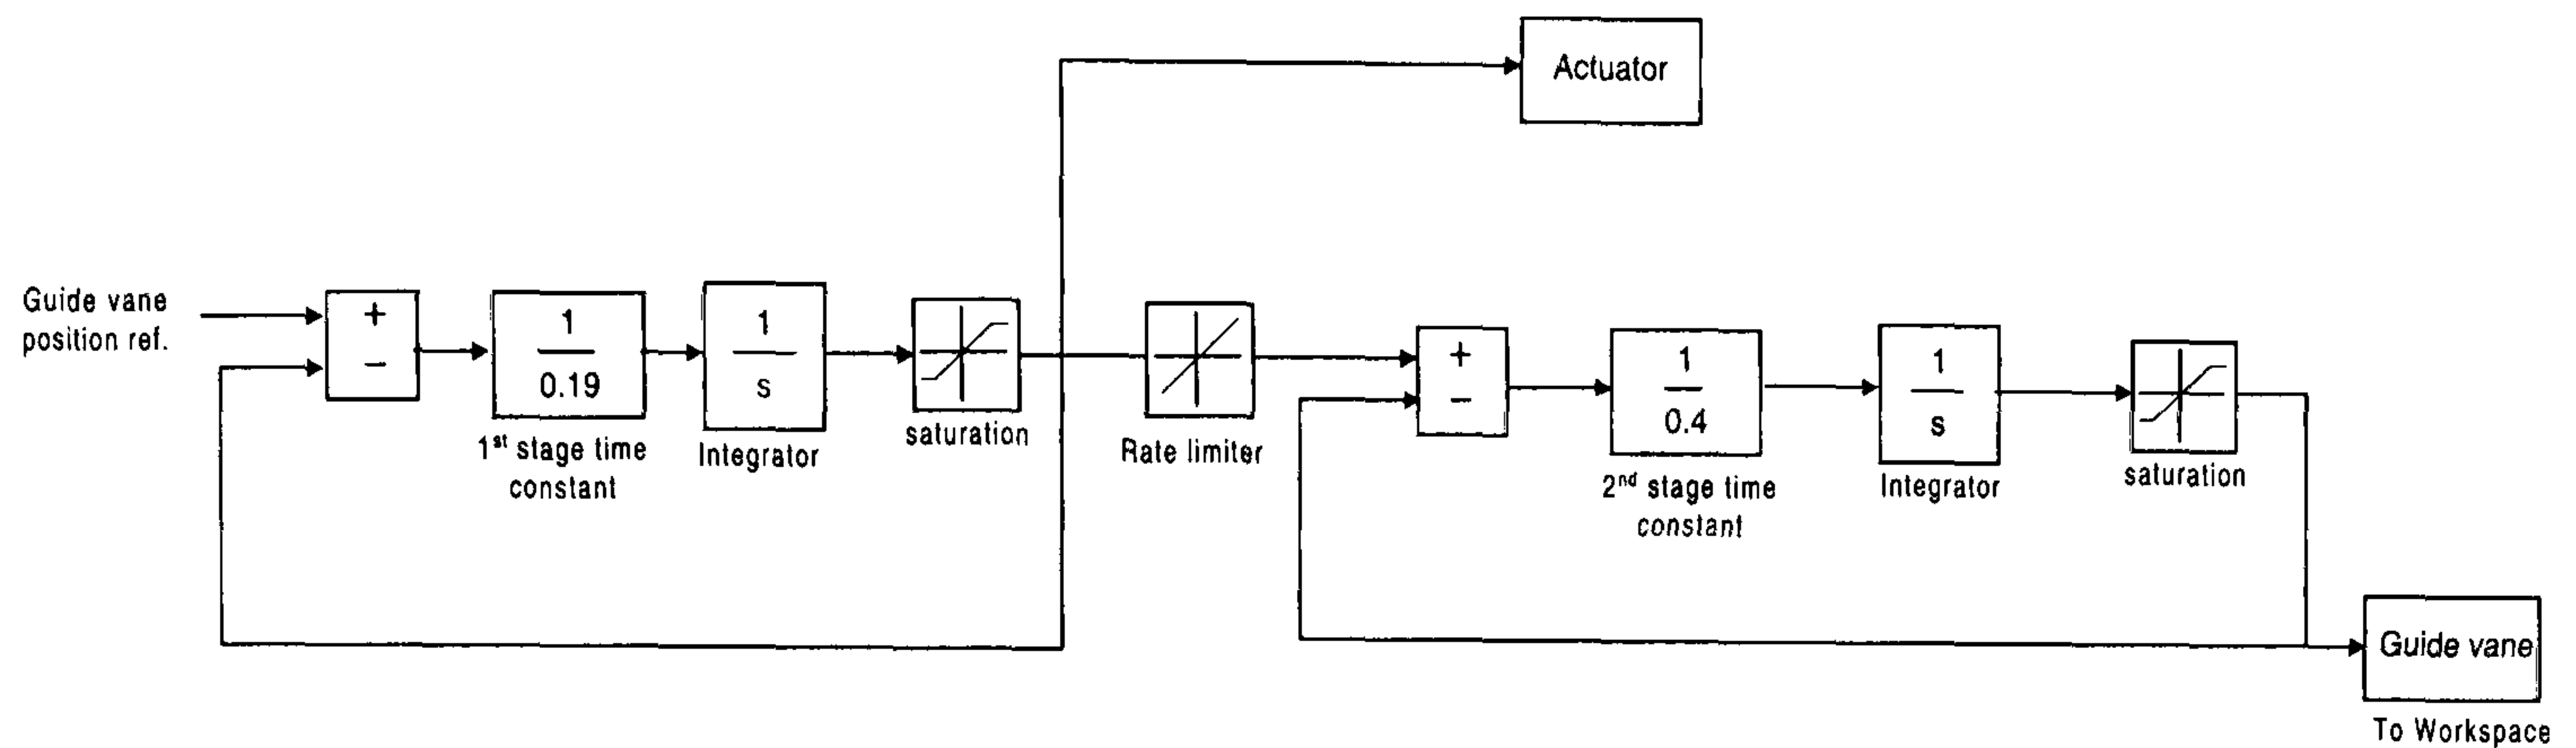 Actuator
Guide vane
position ref.
+
−
1
0.19
1st stage time
constant
1
s
Integrator
saturation
Rate limiter
+
−
1
0.4
2nd stage time
constant
1
s
Integrator
saturation
Guide vane
To Workspace